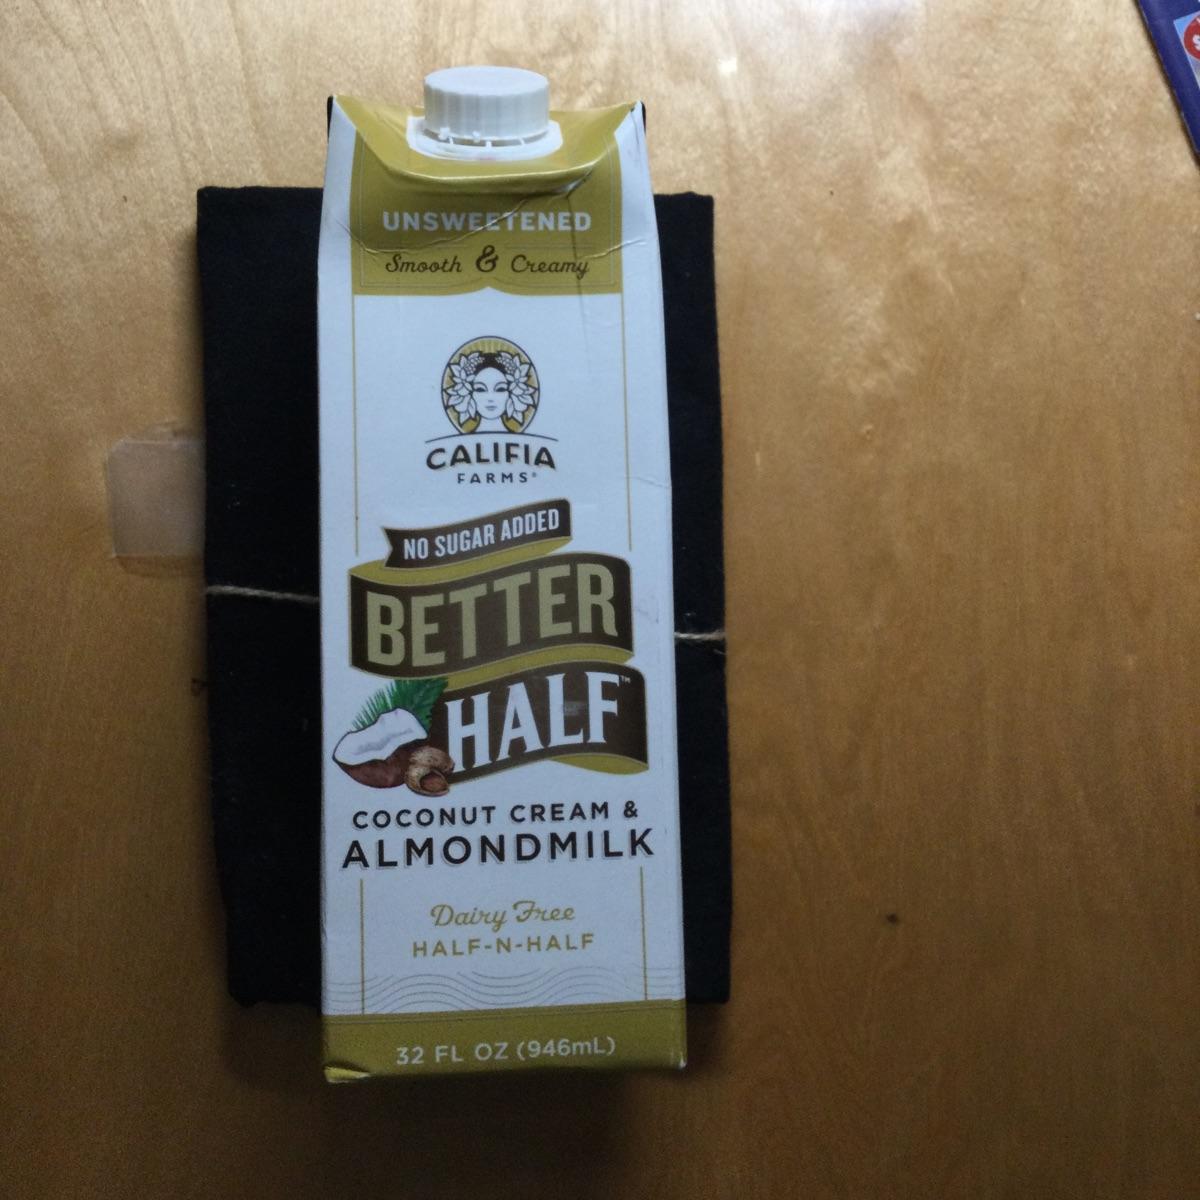 UNSWEETENED
Smooth & Creamy
CALIFIA
FARMS®
NO SUGAR ADDED
BETTER
HALF™
COCONUT CREAM &
ALMONDMILK
Dairy Free
HALF-N-HALF
32 FL OZ (946mL)